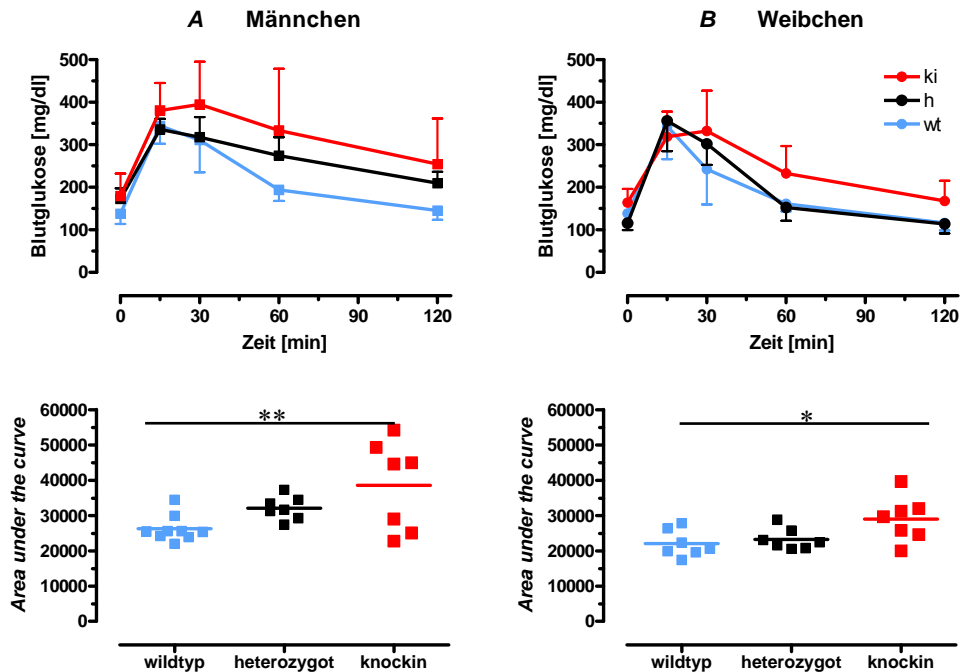 A Männchen
B Weibchen
Blutglukose [mg/dl]
500
400
300
200
100
0
0 30 60 90 120
Zeit [min]
Blutglukose [mg/dl]
500
400
300
200
100
0
ki
h
wt
0 30 60 90 120
Zeit [min]
Area under the curve
60000
50000
40000
30000
20000
10000
0
**
wildtyp heterozygot knockin
Area under the curve
60000
50000
40000
30000
20000
10000
0
*
wildtyp heterozygot knockin